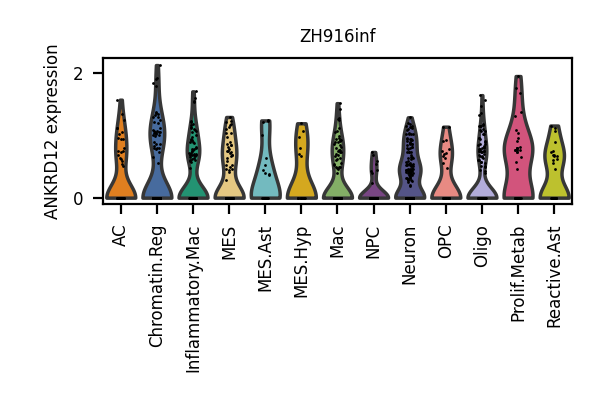 ZH916inf
ANKRD12 expression
2
0
AC
Chromatin.Reg
Inflammatory.Mac
MES
MES.Ast
MES.Hyp
Mac
NPC
Neuron
OPC
Oligo
Prolif.Metab
Reactive.Ast